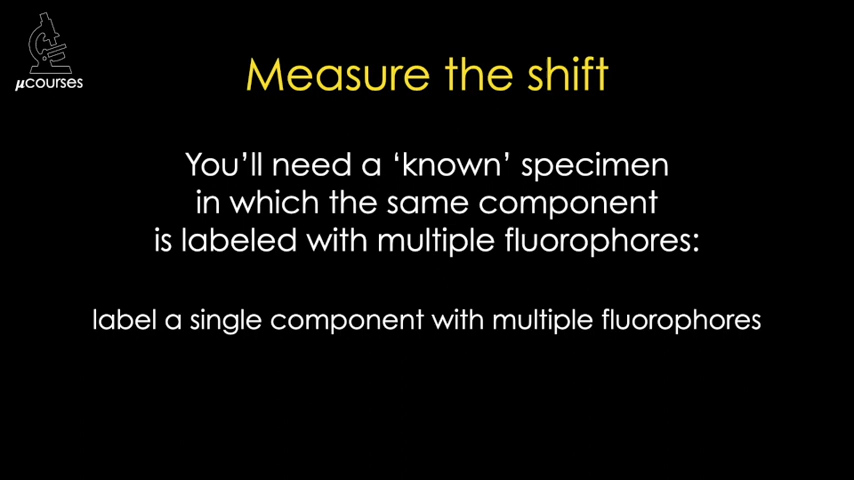 µcourses
Measure the shift
You’ll need a ‘known’ specimen
in which the same component
is labeled with multiple fluorophores:
label a single component with multiple fluorophores